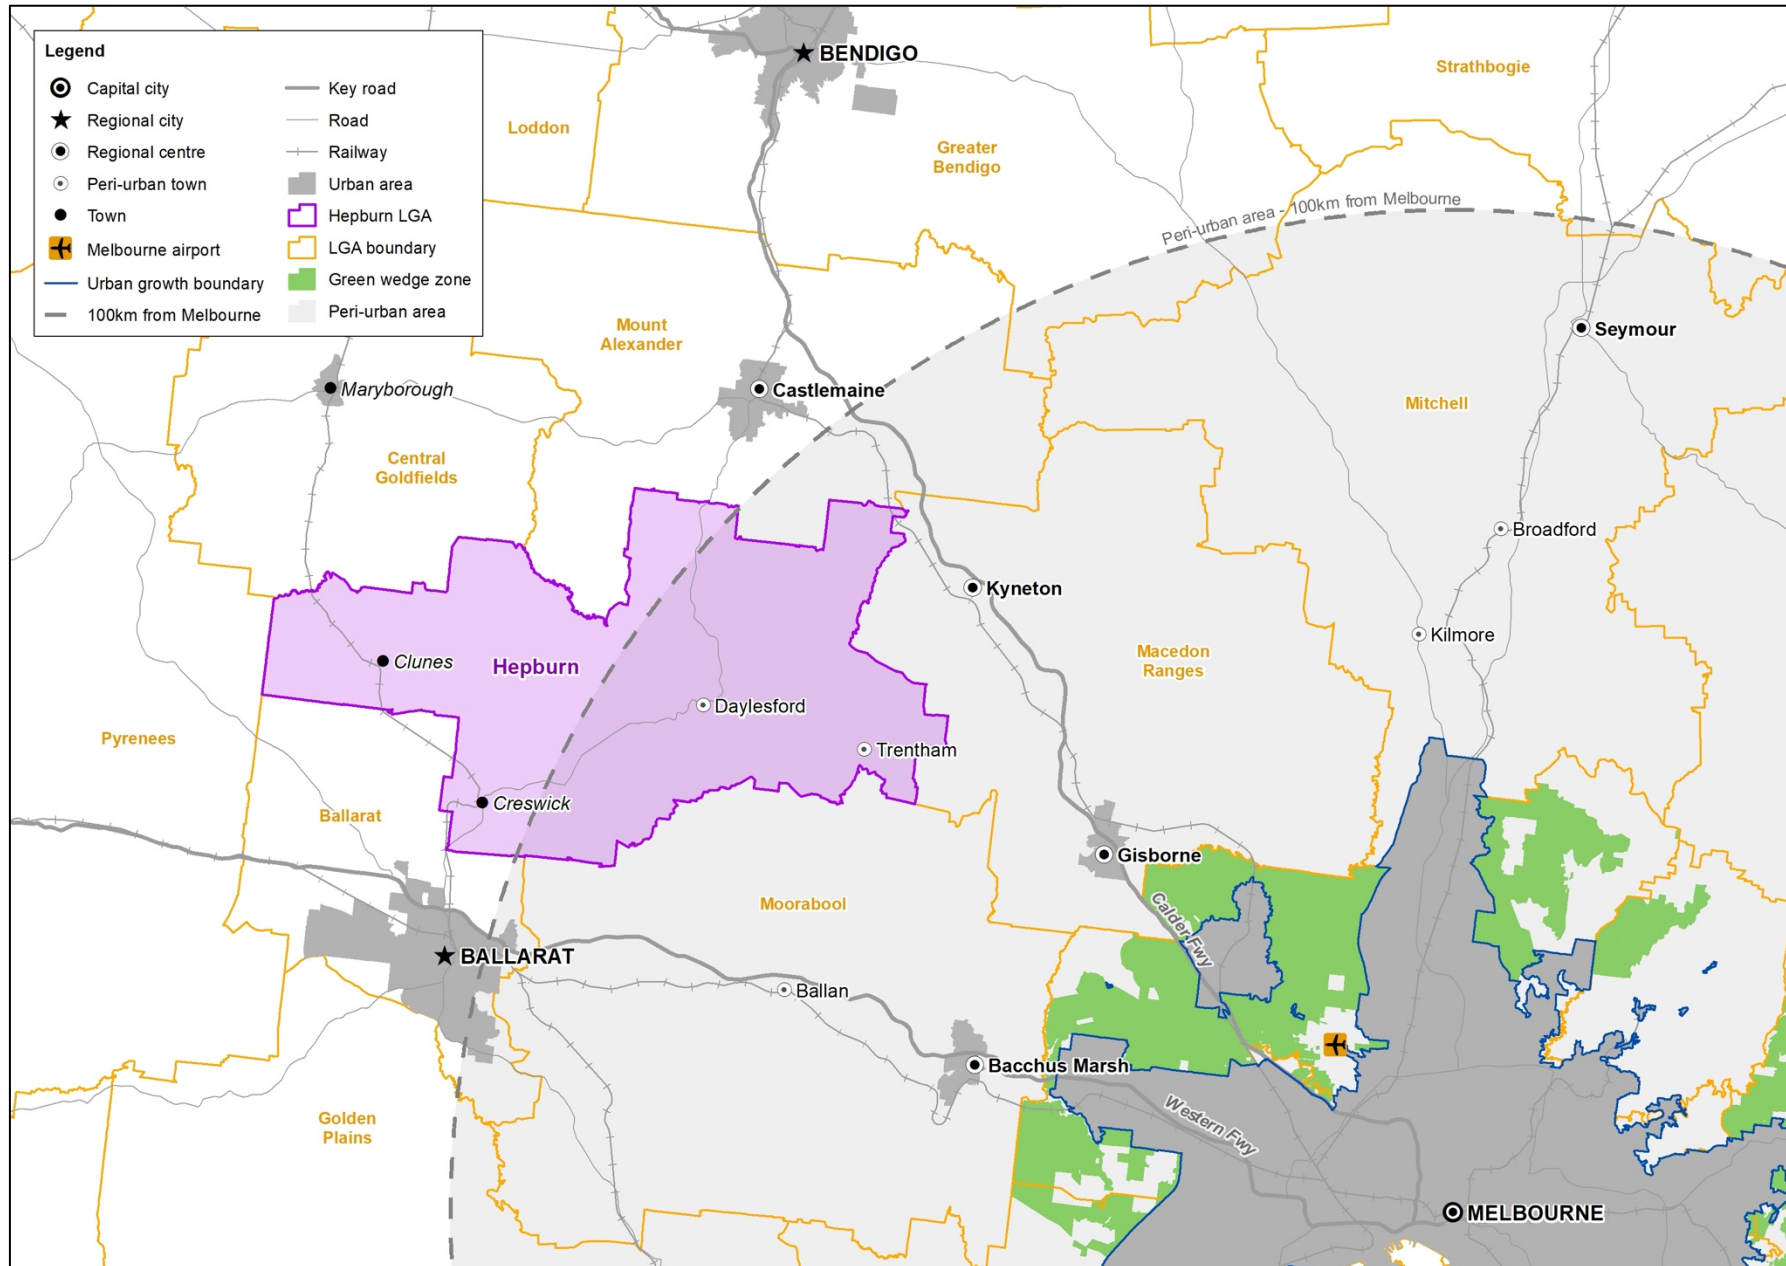 Legend
Capital city
Regional city
Regional centre
Peri-urban town
Town
Melbourne airport
Urban growth boundary
100km from Melbourne
Key road
Road
Railway
Urban area
Hepburn LGA
LGA boundary
Green wedge zone
Peri-urban area
BENDIGO
Strathbogie
Loddon
Greater
Bendigo
Peri-urban area - 100km from Melbourne
Mount
Alexander
Seymour
Maryborough
Castlemaine
Mitchell
Central
Goldfields
Broadford
Kyneton
Kilmore
Clunes
Hepburn
Macedon
Ranges
Daylesford
Pyrenees
Trentham
Creswick
Ballarat
Gisborne
Moorabool
Calder Fwy
BALLARAT
Ballan
Bacchus Marsh
Golden
Plains
Western Fwy
MELBOURNE